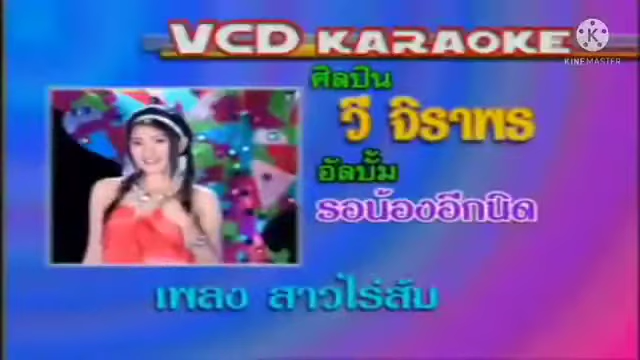 VCD KARAOKE
KINEMASTER
ศิลปิน
วี จิราพร
อัลบั้ม
รอน้องอีกนิด
เพลง สาวไร่ส้ม